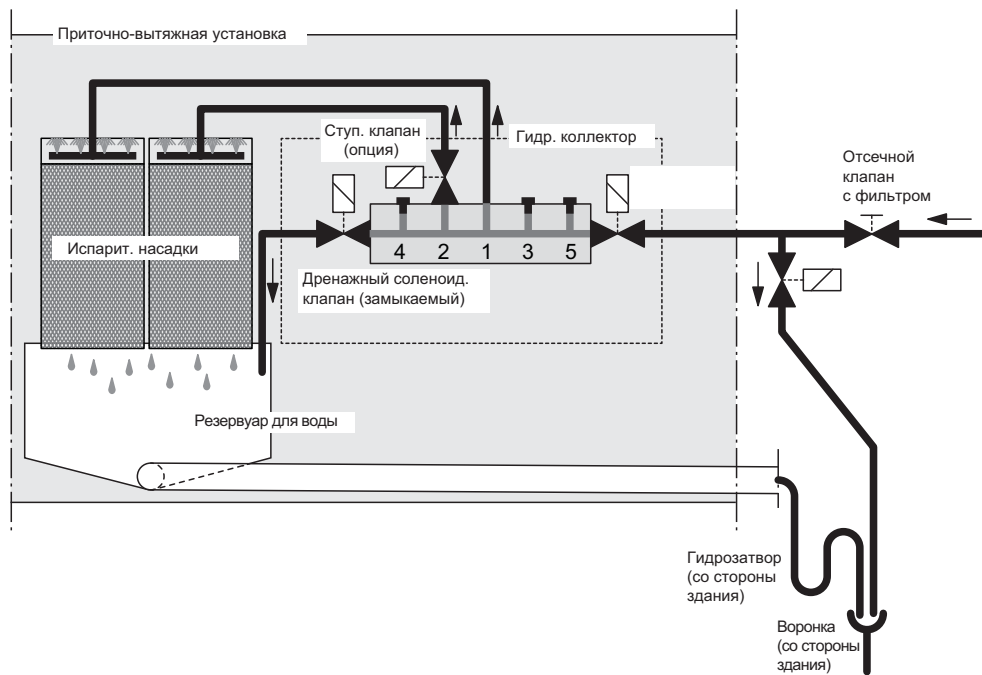 Приточно-вытяжная установка
Ступ. клапан
(опция)
Гидр. коллектор
Отсечной
клапан
с фильтром
Испарит. насадки
4 2 1 3 5
Дренажный соленоид.
клапан (замыкаемый)
Резервуар для воды
Гидрозатвор
(со стороны
здания)
Воронка
(со стороны
здания)